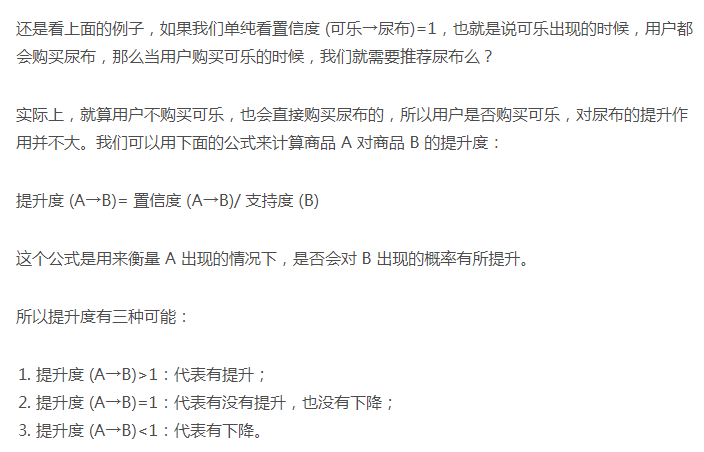 还是看上面的例子，如果我们单纯看置信度 (可乐→尿布)=1，也就是说可乐出现的时候，用户都
会购买尿布，那么当用户购买可乐的时候，我们就需要推荐尿布么？
实际上，就算用户不购买可乐，也会直接购买尿布的，所以用户是否购买可乐，对尿布的提升作
用并不大。我们可以用下面的公式来计算商品 A 对商品 B 的提升度：
提升度 (A→B)= 置信度 (A→B)/ 支持度 (B)
这个公式是用来衡量 A 出现的情况下，是否会对 B 出现的概率有所提升。
所以提升度有三种可能：
1. 提升度 (A→B)>1：代表有提升；
2. 提升度 (A→B)=1：代表有没有提升，也没有下降；
3. 提升度 (A→B)<1：代表有下降。